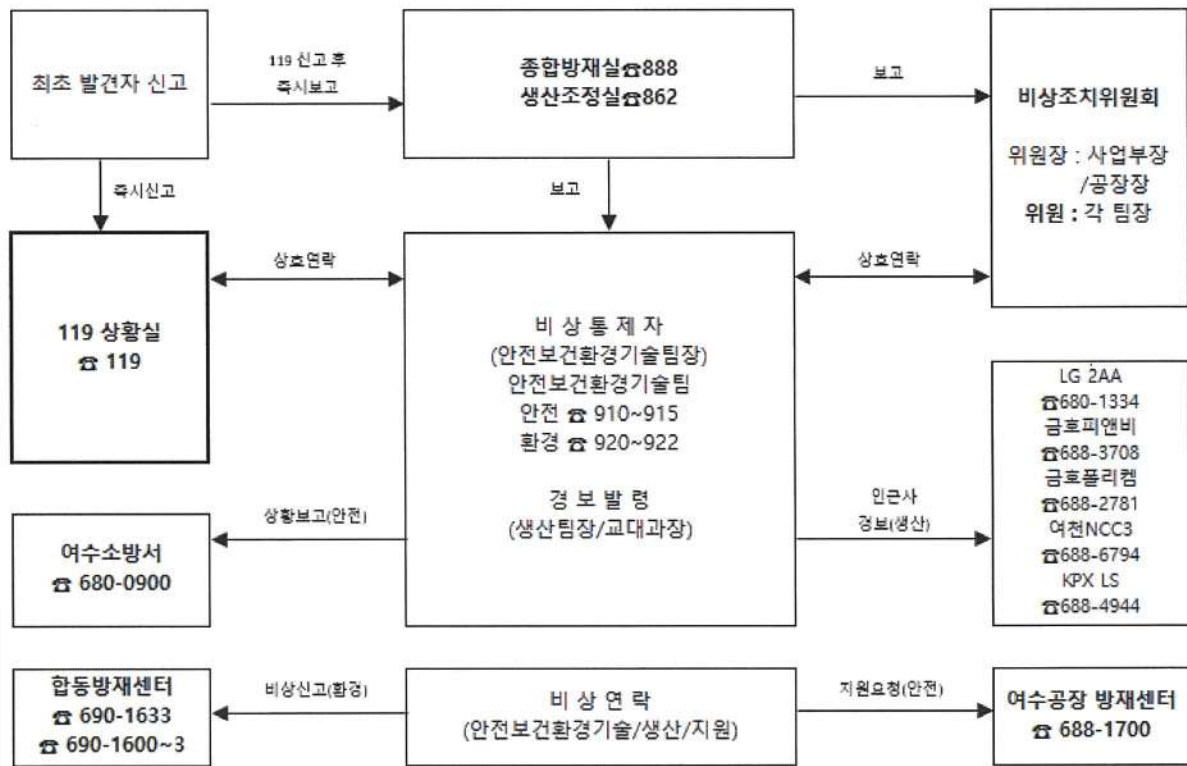 최초 발견자 신고
119 신고 후
즉시보고
종합방재실☎888
생산조정실☎862
보고
비상조치위원회
위원장 : 사업부장
/공장장
위원 : 각 팀장
즉시신고
보고
119 상황실
☎ 119
상호연락
비 상 통 제 자
(안전보건환경기술팀장)
안전보건환경기술팀
안전 ☎ 910~915
환경 ☎ 920~922
경 보 발 령
(생산팀장/교대과장)
상호연락
LG 2AA
☎680-1334
금호피앤비
☎688-3708
금호폴리켐
☎688-2781
여천NCC3
☎688-6794
KPX LS
☎688-4944
상황보고(안전)
인근사
경보(생산)
여수소방서
☎ 680-0900
합동방재센터
☎ 690-1633
☎ 690-1600~3
비상신고(환경)
비 상 연 락
(안전보건환경기술/생산/지원)
지원요청(안전)
여수공장 방재센터
☎ 688-1700